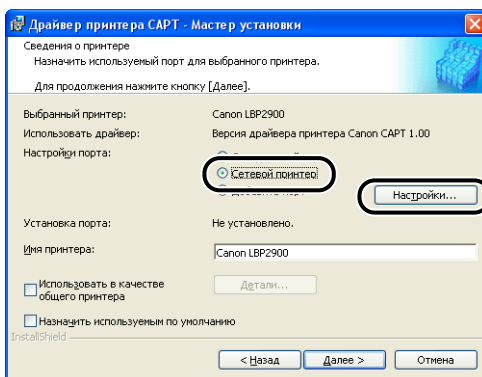 Драйвер принтера CAPT - Мастер установки
Сведения о принтере
Назначить используемый порт для выбранного принтера.
Для продолжения нажмите кнопку [Далее].
Выбранный принтер: Canon LBP2900
Использовать драйвер: Версия драйвера принтера Canon CAPT 1.00
Настройки порта:
Сетевой принтер
Настройки...
Установка порта: Не установлено.
Имя принтера: Canon LBP2900
Использовать в качестве
общего принтера
Детали...
Назначить используемым по умолчанию
InstallShield
< Назад Далее > Отмена